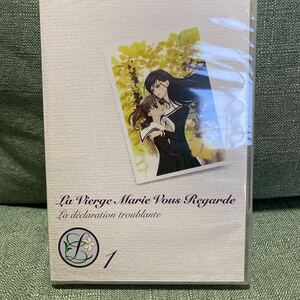 La Vierge Marie Vous Regarde
La déclaration troublante
1